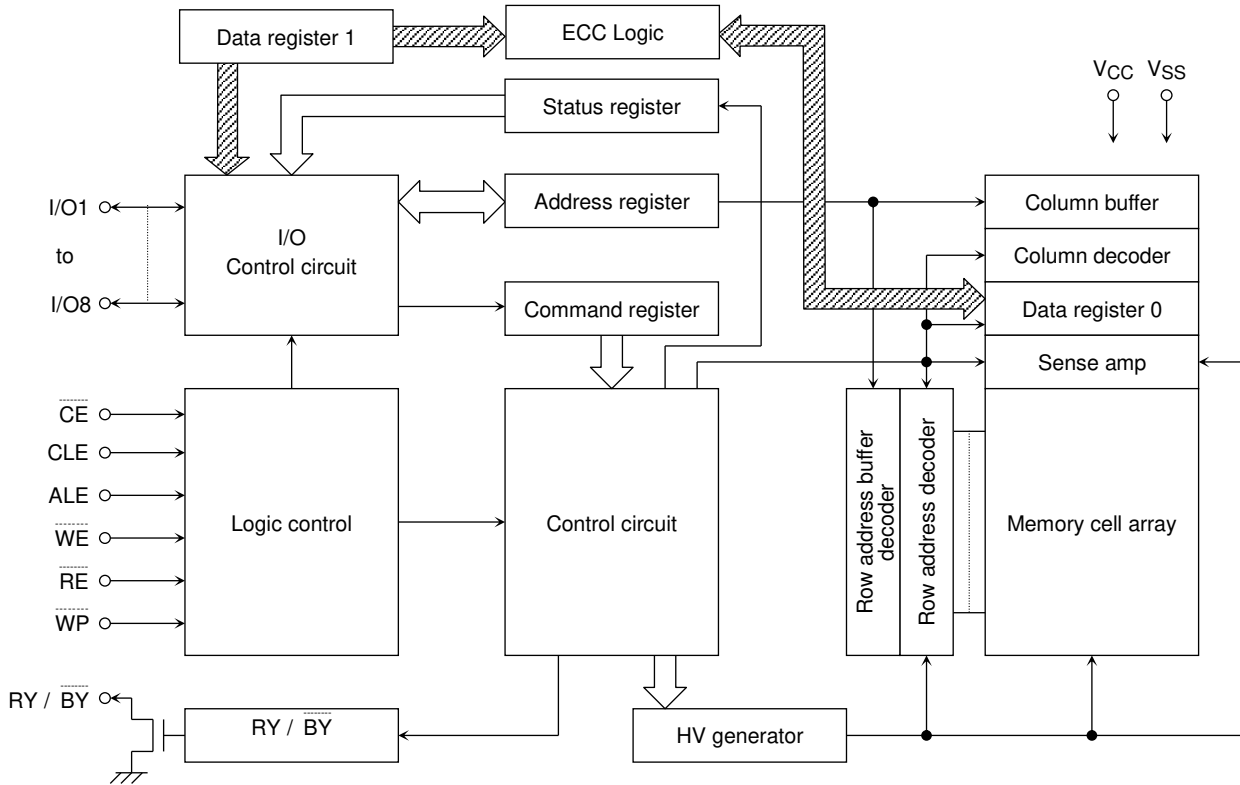 Data register 1
ECC Logic
VCC VSS
Status register
I/O1
to
I/O8
I/O
Control circuit
Address register
Column buffer
Column decoder
Command register
Data register 0
Sense amp
CE
CLE
ALE
WE
RE
WP
Logic control
Control circuit
Row address buffer
decoder
Row address decoder
Memory cell array
RY / BY
RY / BY
HV generator